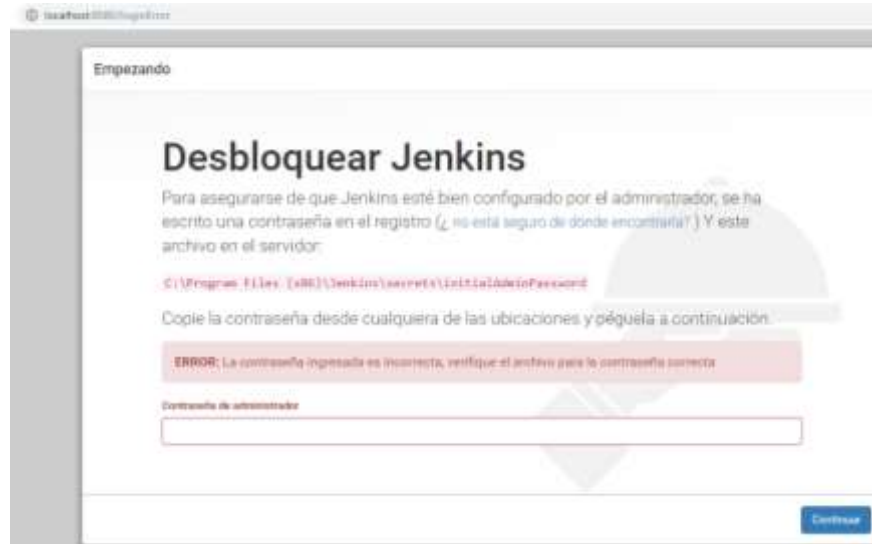 localhost:8080/loginError
Empezando
Desbloquear Jenkins
Para asegurarse de que Jenkins esté bien configurado por el administrador, se ha
escrito una contraseña en el registro (¿ no está seguro de dónde encontrarla? ) Y este
archivo en el servidor:
C:\Program Files (x86)\Jenkins\secrets\initialAdminPassword
Copie la contraseña desde cualquiera de las ubicaciones y péguela a continuación.
ERROR: La contraseña ingresada es incorrecta, verifique el archivo para la contraseña correcta
Contraseña de administrador
Continuar